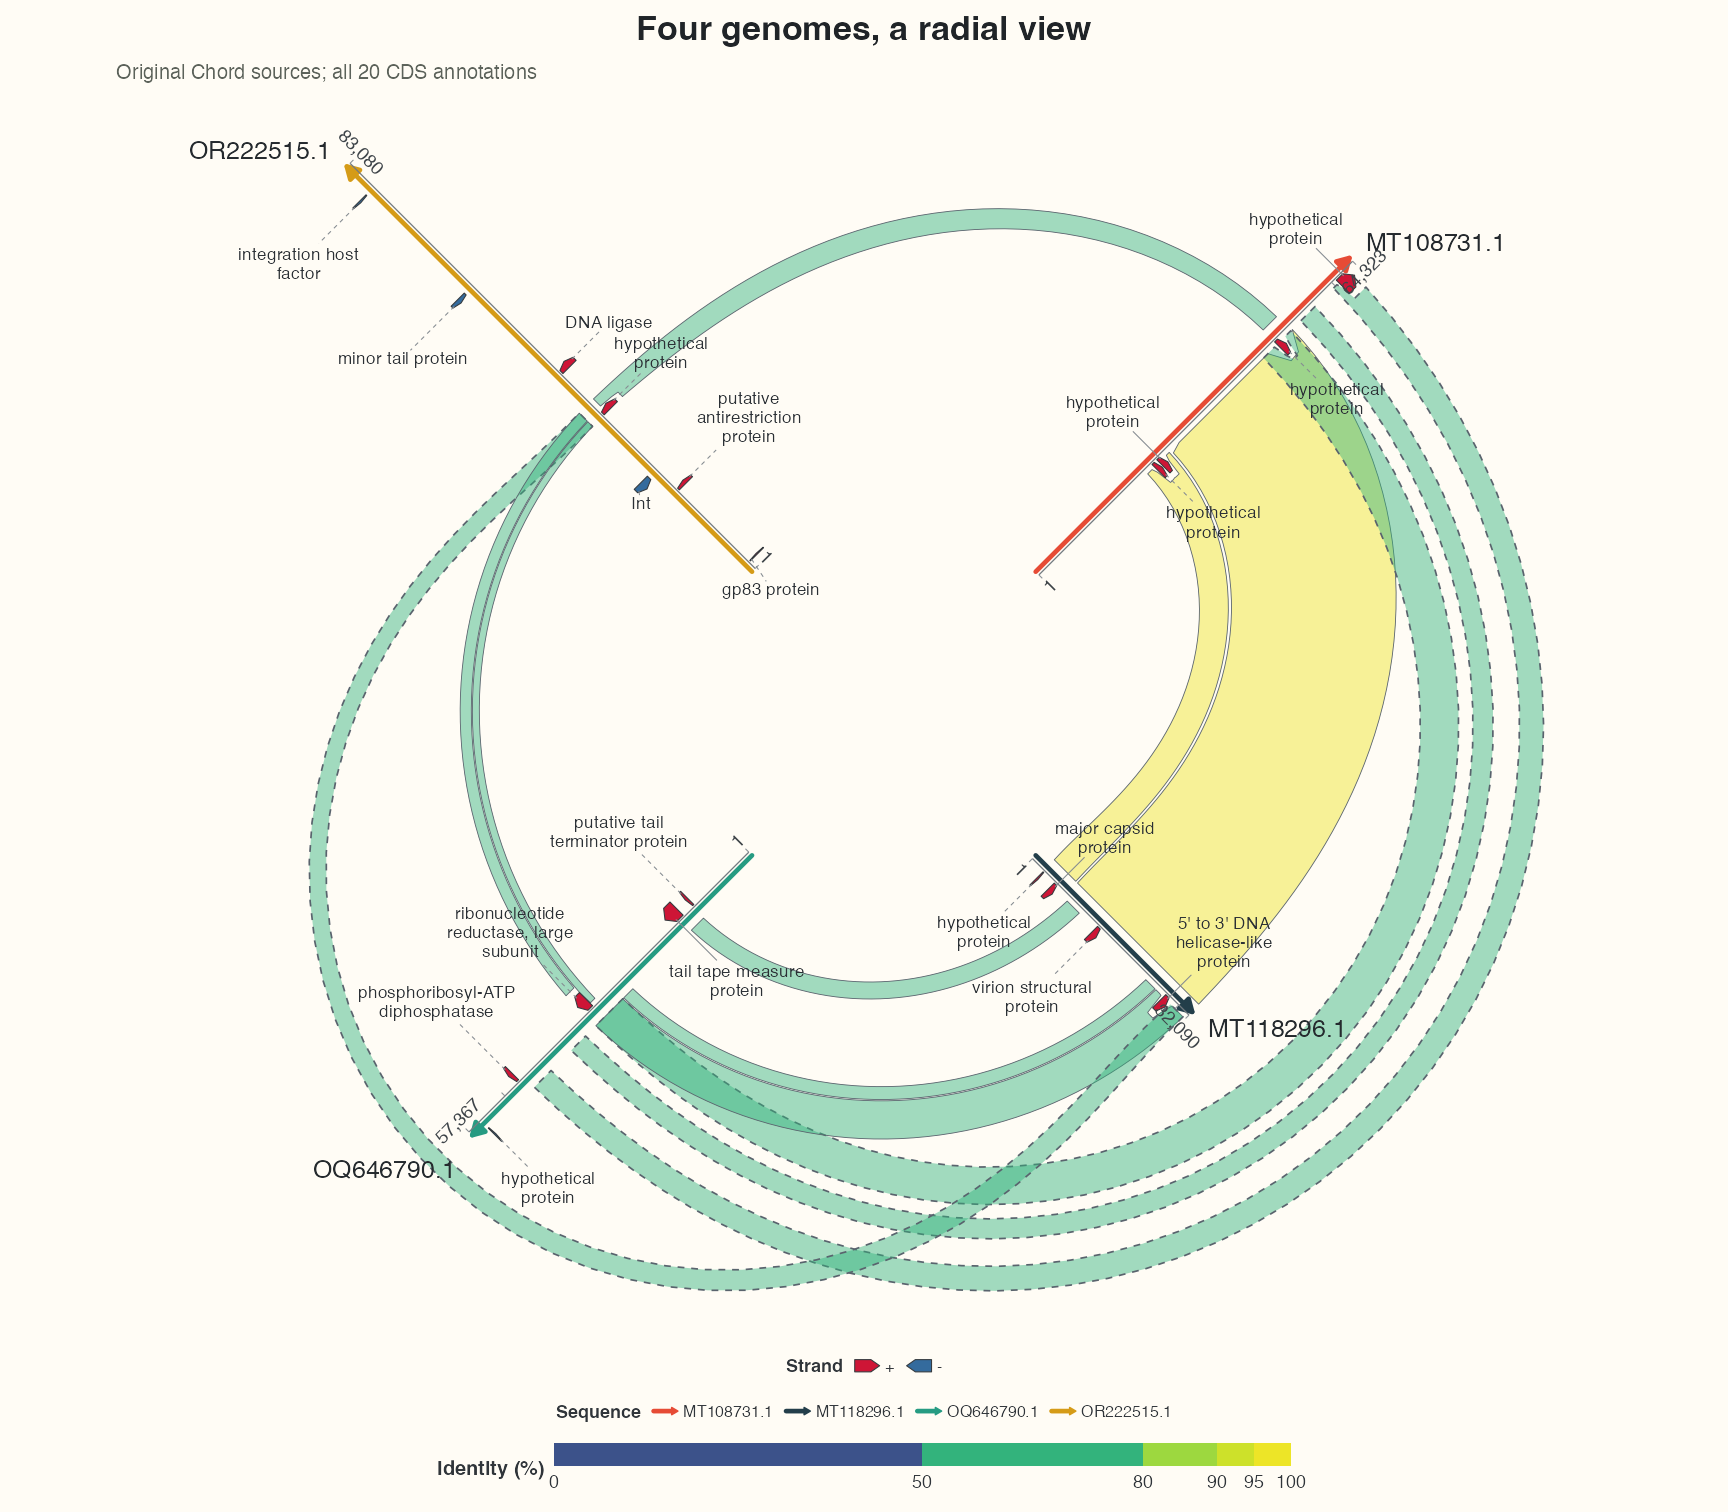 Four genomes, a radial view
Original Chord sources; all 20 CDS annotations
OR222515.1
83,080
integration host
factor
minor tail protein
DNA ligase
hypothetical
protein
putative
antirestriction
protein
Int
1
gp83 protein
hypothetical
protein
MT108731.1
hypothetical
protein
hypothetical
protein
hypothetical
protein
1
putative tail
terminator protein
1
ribonucleotide
reductase, large
subunit
tail tape measure
protein
phosphoribosyl-ATP
diphosphatase
57,367
OQ646790.1
hypothetical
protein
1
major capsid
protein
hypothetical
protein
virion structural
protein
5' to 3' DNA
helicase-like
protein
32,090
MT118296.1
Strand + -
Sequence MT108731.1 MT118296.1 OQ646790.1 OR222515.1
Identity (%)
0 50 80 90 95 100